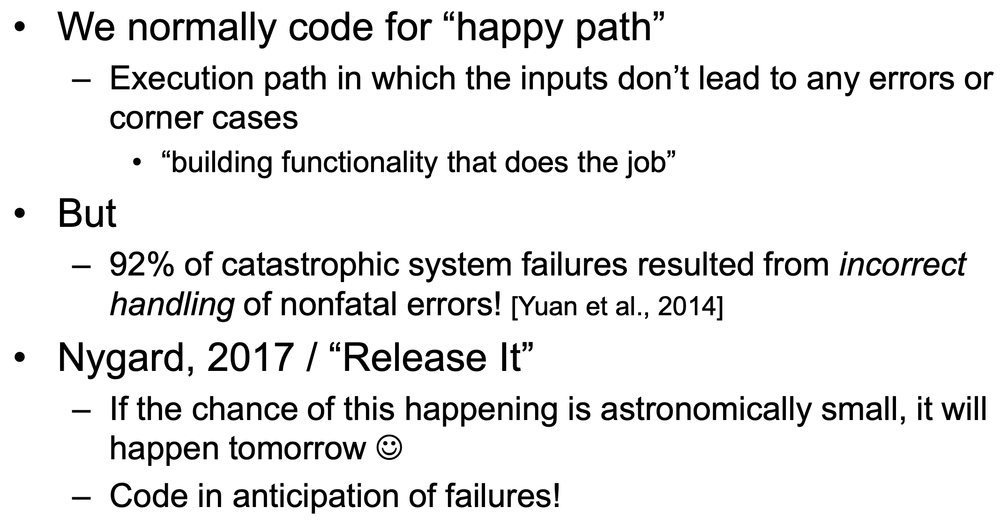 • We normally code for “happy path”
– Execution path in which the inputs don’t lead to any errors or
corner cases
• “building functionality that does the job”
• But
– 92% of catastrophic system failures resulted from incorrect
handling of nonfatal errors! [Yuan et al., 2014]
• Nygard, 2017 / “Release It”
– If the chance of this happening is astronomically small, it will
happen tomorrow ☺
– Code in anticipation of failures!